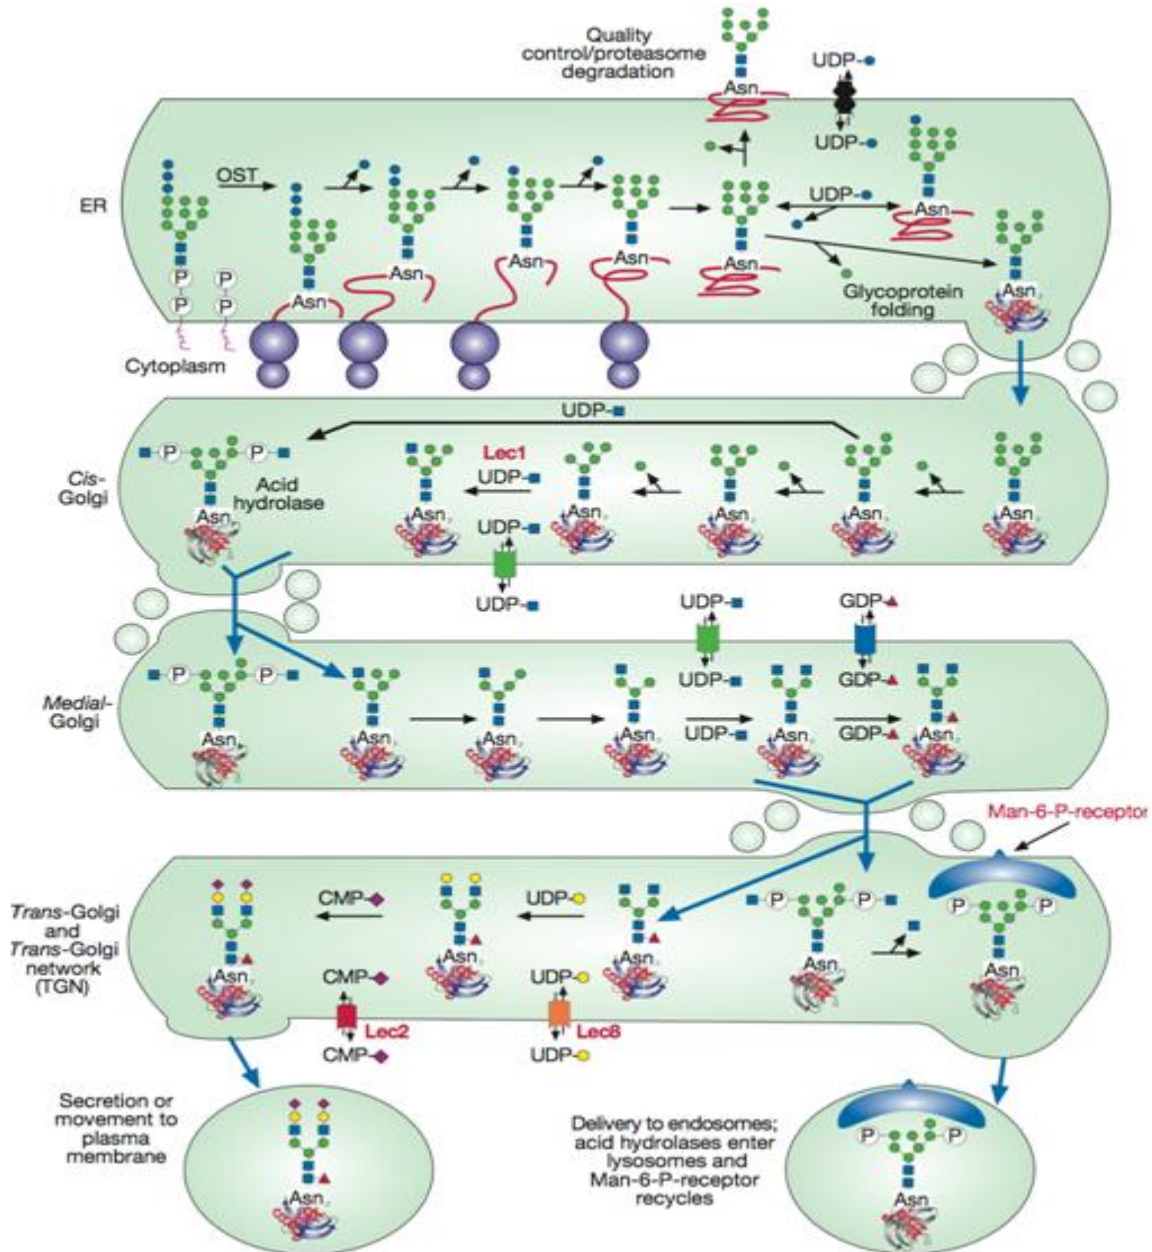 Quality
control/proteasome
degradation
Asn
UDP-
UDP-
ER
OST
UDP-
Asn
Asn
Asn
Asn
Asn
Asn
Asn
P
P
P
P
Glycoprotein
folding
Cytoplasm
UDP-
Cis-
Golgi
P
P
Acid
hydrolase
Lec1
UDP-
Asn
Asn
Asn
Asn
Asn
Asn
UDP-
UDP-
UDP-
GDP-
P
P
UDP-
GDP-
Medial-
Golgi
UDP-
GDP-
Asn
Asn
Asn
Asn
Asn
Asn
Man-6-P-receptor
Trans-Golgi
and
Trans-Golgi
network
(TGN)
CMP-
UDP-
P
P
P
P
Asn
Asn
Asn
Asn
Asn
CMP-
UDP-
Lec2
Lec8
CMP-
UDP-
Secretion or
movement to
plasma
membrane
Asn
Delivery to endosomes;
acid hydrolases enter
lysosomes and
Man-6-P-receptor
recycles
P
P
Asn